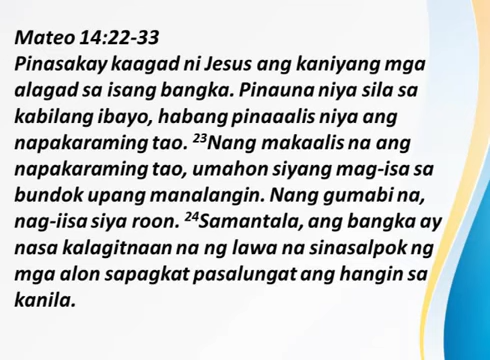 Mateo 14:22-33
Pinasakay kaagad ni Jesus ang kaniyang mga
alagad sa isang bangka. Pinauna niya sila sa
kabilang ibayo, habang pinaaalis niya ang
napakaraming tao. ²³Nang makaalis na ang
napakaraming tao, umahon siyang mag-isa sa
bundok upang manalangin. Nang gumabi na,
nag-iisa siya roon. ²⁴Samantala, ang bangka ay
nasa kalagitnaan na ng lawa na sinasalpok ng
mga alon sapagkat pasalungat ang hangin sa
kanila.